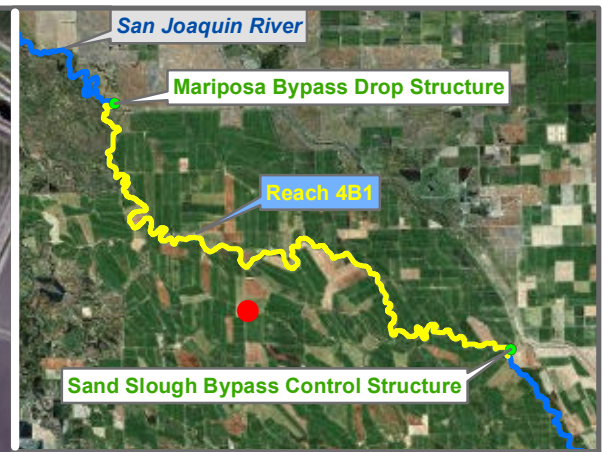 San Joaquin River
Mariposa Bypass Drop Structure
Reach 4B1
Sand Slough Bypass Control Structure